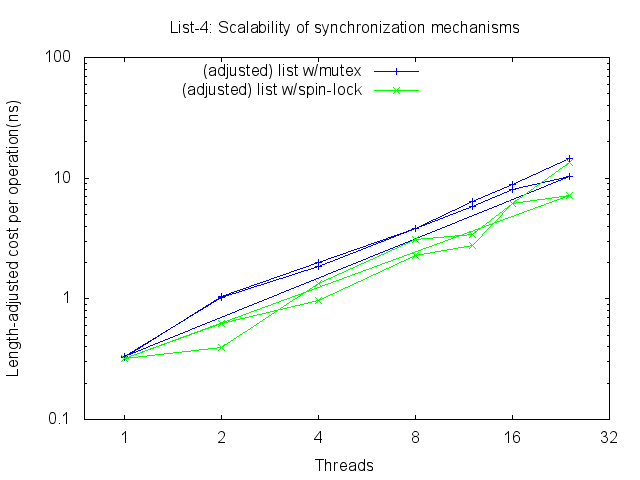 List-4: Scalability of synchronization mechanisms
100
(adjusted) list w/mutex
(adjusted) list w/spin-lock
10
1
0.1
Length-adjusted cost per operation(ns)
1 2 4 8 16 32
Threads